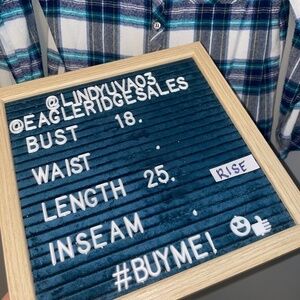 @LINDYUVA03
@EAGLERIDGESALES
BUST 18.
WAIST
LENGTH 25. RISE
INSEAM .
#BUYME!